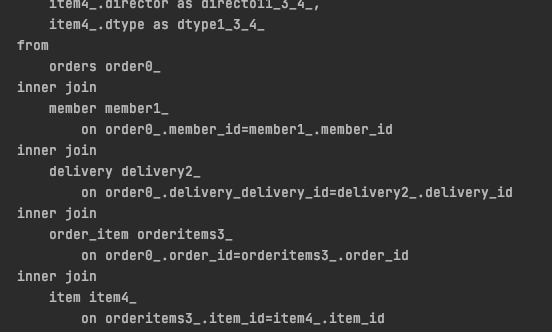 item4_.director as directo11_3_4_,
item4_.dtype as dtype1_3_4_
from
orders order0_
inner join
member member1_
on order0_.member_id=member1_.member_id
inner join
delivery delivery2_
on order0_.delivery_delivery_id=delivery2_.delivery_id
inner join
order_item orderitems3_
on order0_.order_id=orderitems3_.order_id
inner join
item item4_
on orderitems3_.item_id=item4_.item_id